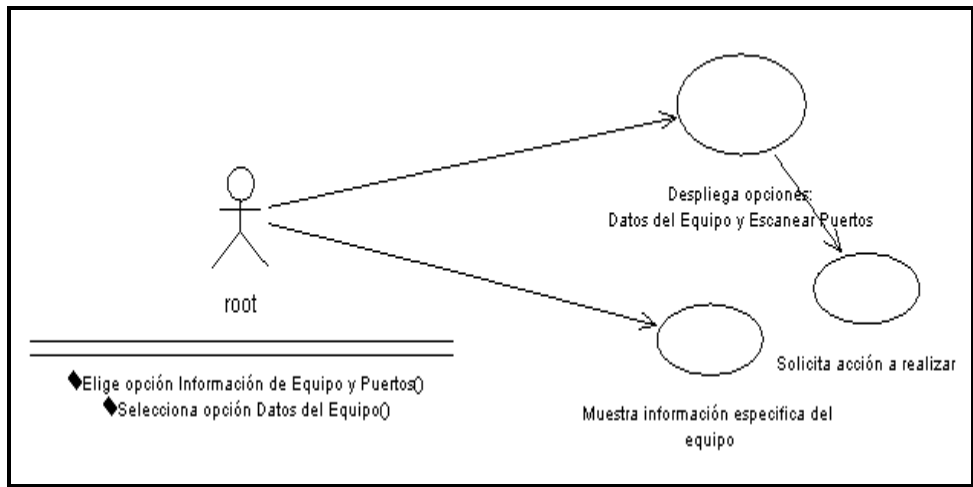 Despliega opciones:
Datos del Equipo y Escanear Puertos
root
Solicita acción a realizar
Elige opción Información de Equipo y Puertos()
Selecciona opción Datos del Equipo()
Muestra información especifica del
equipo